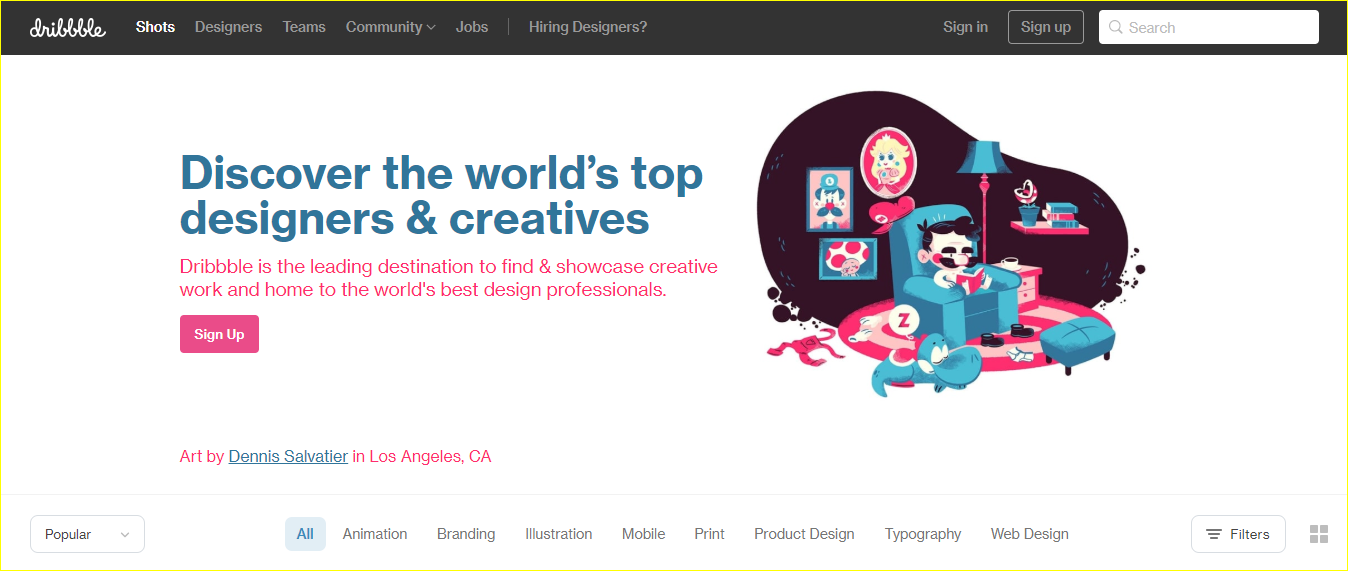 dribbble Shots Designers Teams Community Jobs Hiring Designers? Sign in Sign up Search
Discover the world’s top
designers & creatives
Dribbble is the leading destination to find & showcase creative
work and home to the world's best design professionals.
Sign Up
Z
Art by Dennis Salvatier in Los Angeles, CA
Popular All Animation Branding Illustration Mobile Print Product Design Typography Web Design Filters